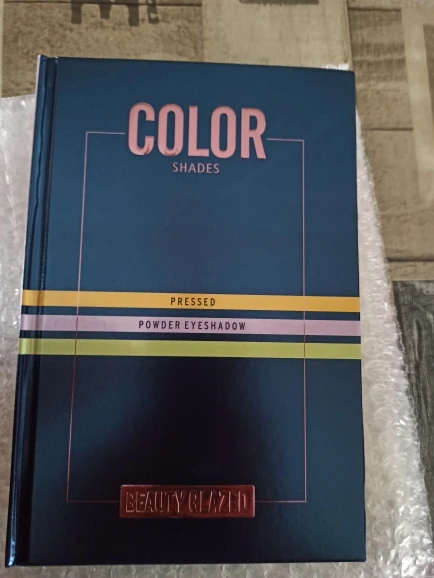 COLOR
SHADES
PRESSED
POWDER EYESHADOW
BEAUTY GLAZED